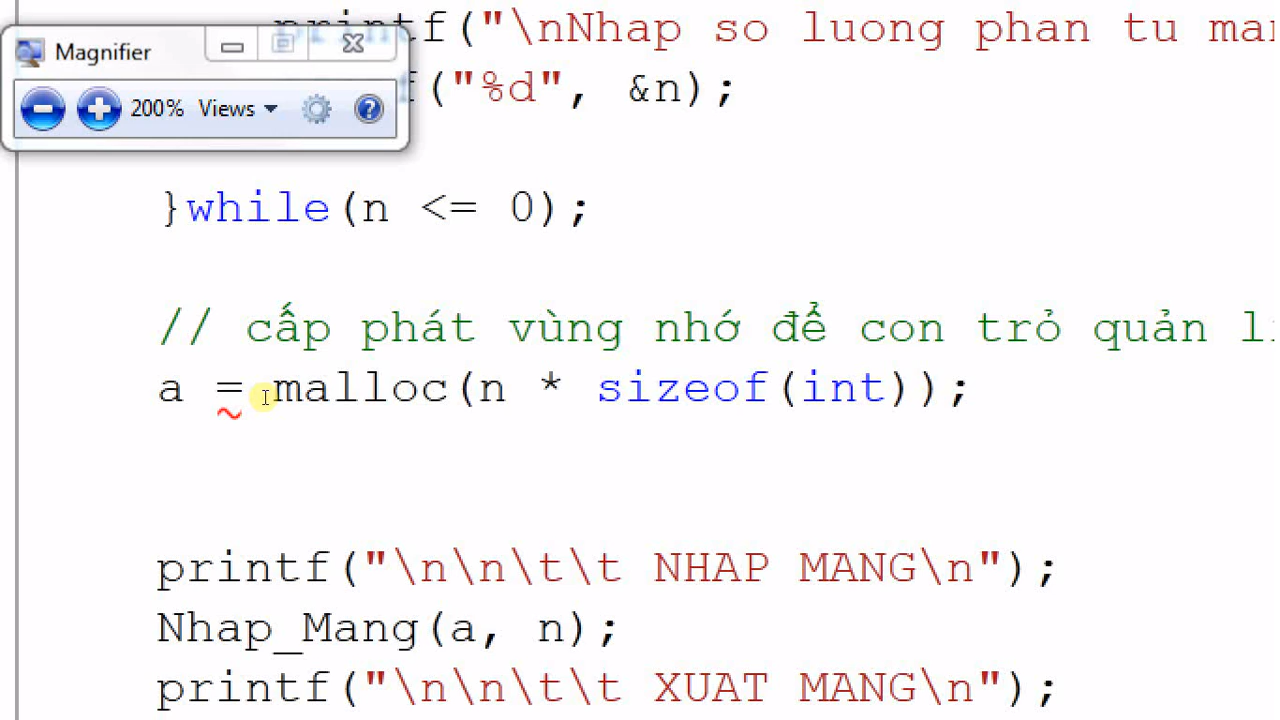 printf("\nNhap so luong phan tu
Magnifier
200% Views
("%d", &n);
}while(n <= 0);
// cấp phát vùng nhớ để con trỏ quản
a = malloc(n * sizeof(int));
printf("\n\n\t\t NHAP MANG\n");
Nhap_Mang(a, n);
printf("\n\n\t\t XUAT MANG\n");